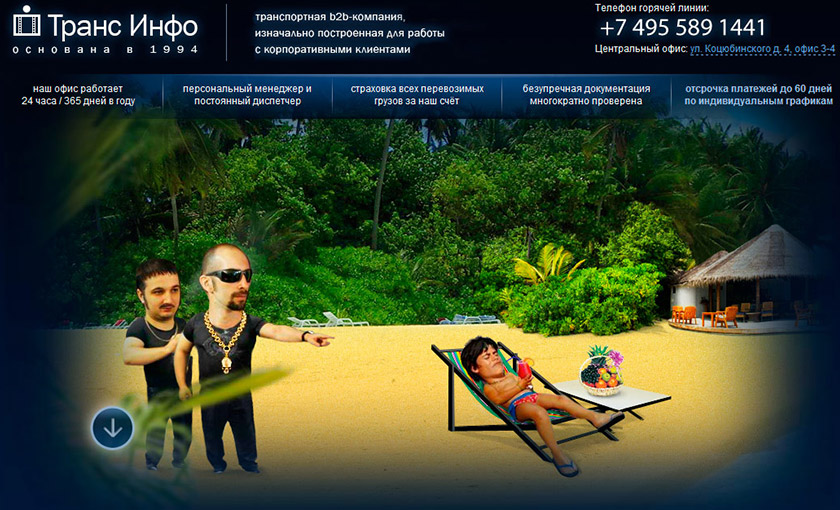 Транс Инфо
основана в 1994
транспортная b2b-компания,
изначально построенная для работы
с корпоративными клиентами
Телефон горячей линии:
+7 495 589 1441
Центральный офис: ул. Коцюбинского д. 4, офис 3-4
наш офис работает
24 часа / 365 дней в году
персональный менеджер и
постоянный диспетчер
страховка всех перевозимых
грузов за наш счёт
безупречная документация
многократно проверена
отсрочка платежей до 60 дней
по индивидуальным графикам